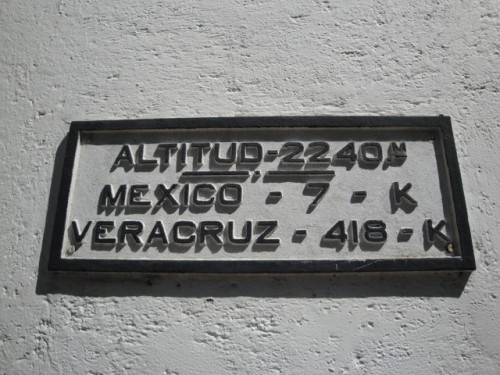 ALTITUD-2240M
MEXICO - 7 - K
VERACRUZ - 418 - K